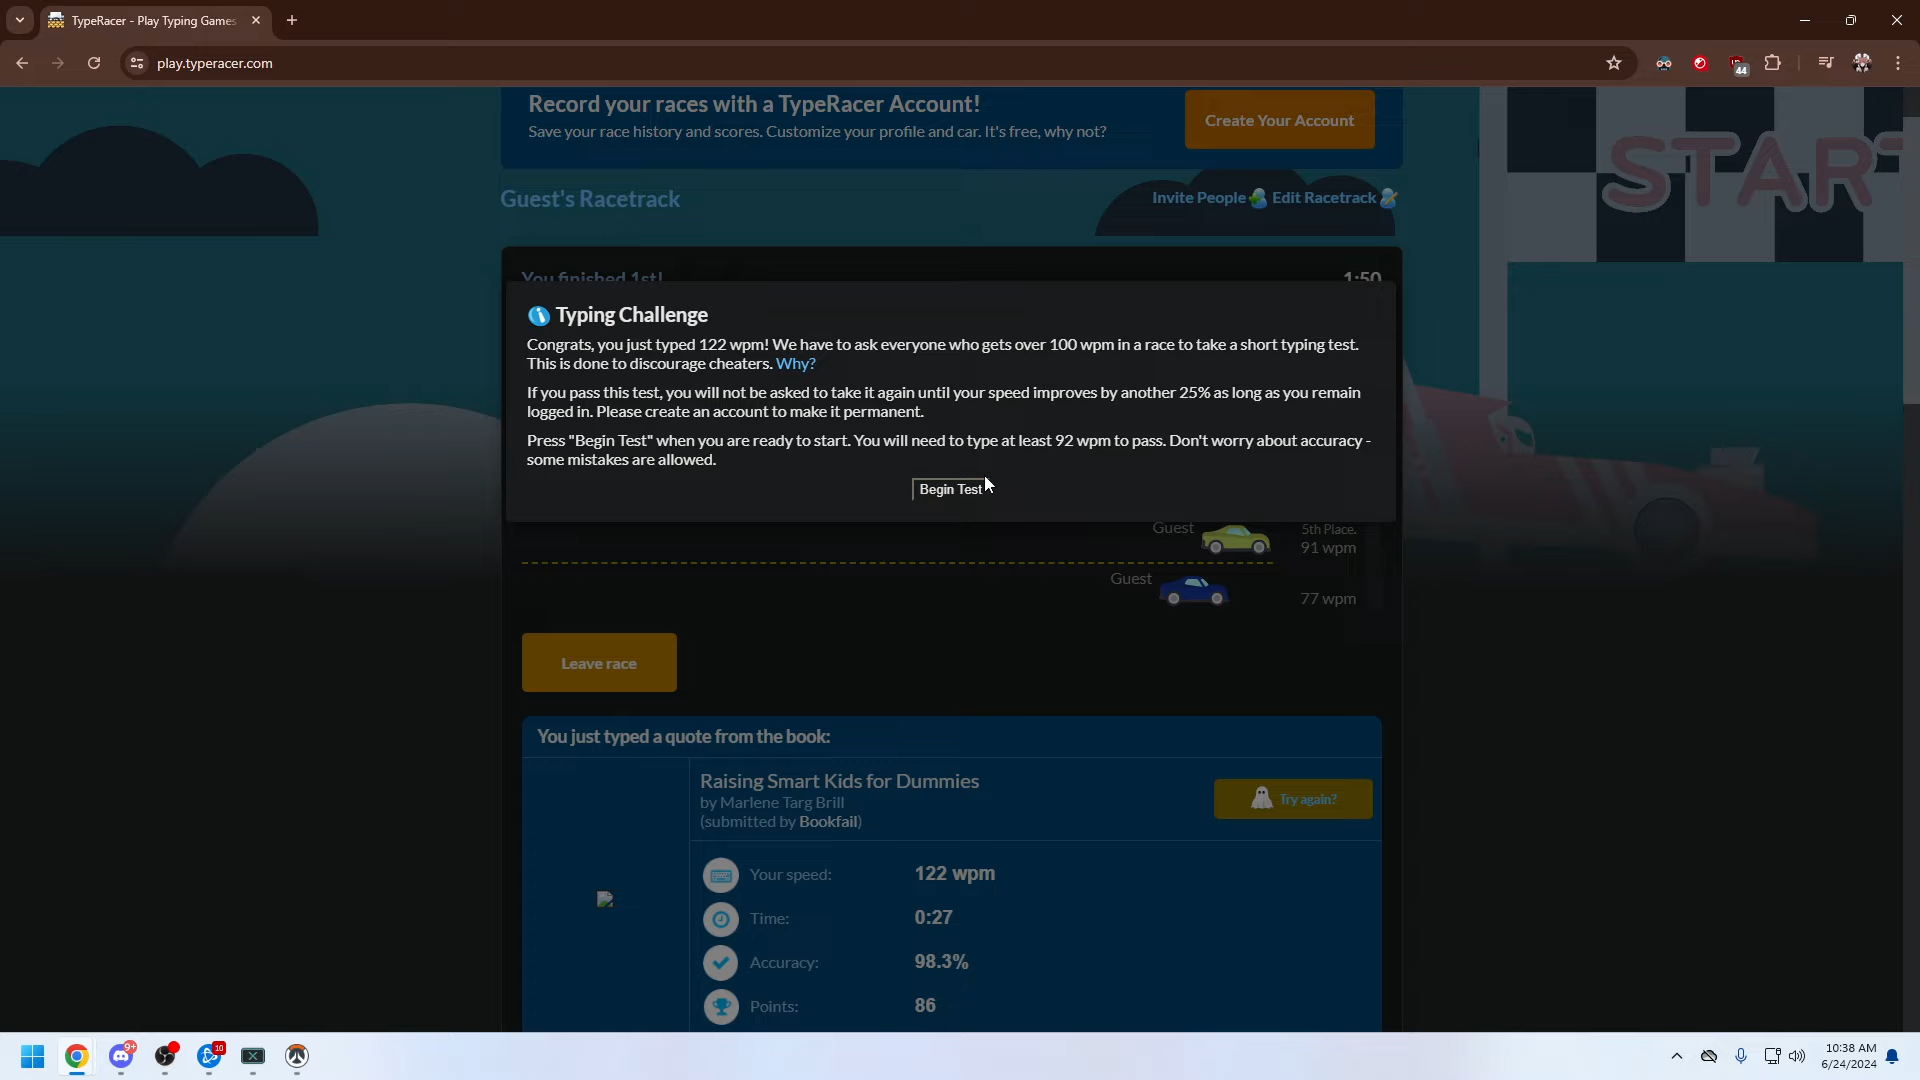 TypeRacer - Play Typing Games
play.typeracer.com
44
Record your races with a TypeRacer Account!
Save your race history and scores. Customize your profile and car. It's free, why not?
Create Your Account
START
Guest's Racetrack
Invite People
Edit Racetrack
You finished 1st!
1:50
Typing Challenge
Congrats, you just typed 122 wpm! We have to ask everyone who gets over 100 wpm in a race to take a short typing test.
This is done to discourage cheaters. Why?
If you pass this test, you will not be asked to take it again until your speed improves by another 25% as long as you remain
logged in. Please create an account to make it permanent.
Press "Begin Test" when you are ready to start. You will need to type at least 92 wpm to pass. Don't worry about accuracy -
some mistakes are allowed.
Begin Test
Guest
5th Place.
91 wpm
Guest
77 wpm
Leave race
You just typed a quote from the book:
Raising Smart Kids for Dummies
by Marlene Targ Brill
(submitted by Bookfail)
Try again?
Your speed:
122 wpm
Time:
0:27
Accuracy:
98.3%
Points:
86
9+
10
10:38 AM
6/24/2024